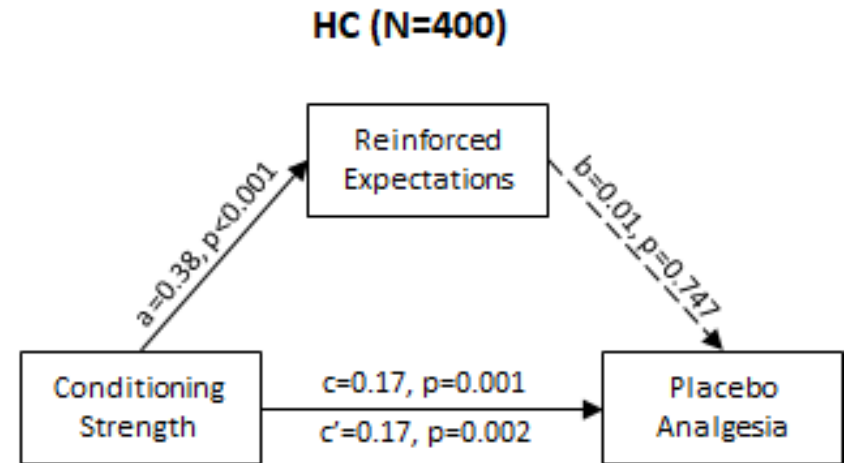 HC (N=400)
Reinforced
Expectations
a=0.38, p<0.001
b=0.01, p=0.747
Conditioning
Strength
c=0.17, p=0.001
c’=0.17, p=0.002
Placebo
Analgesia